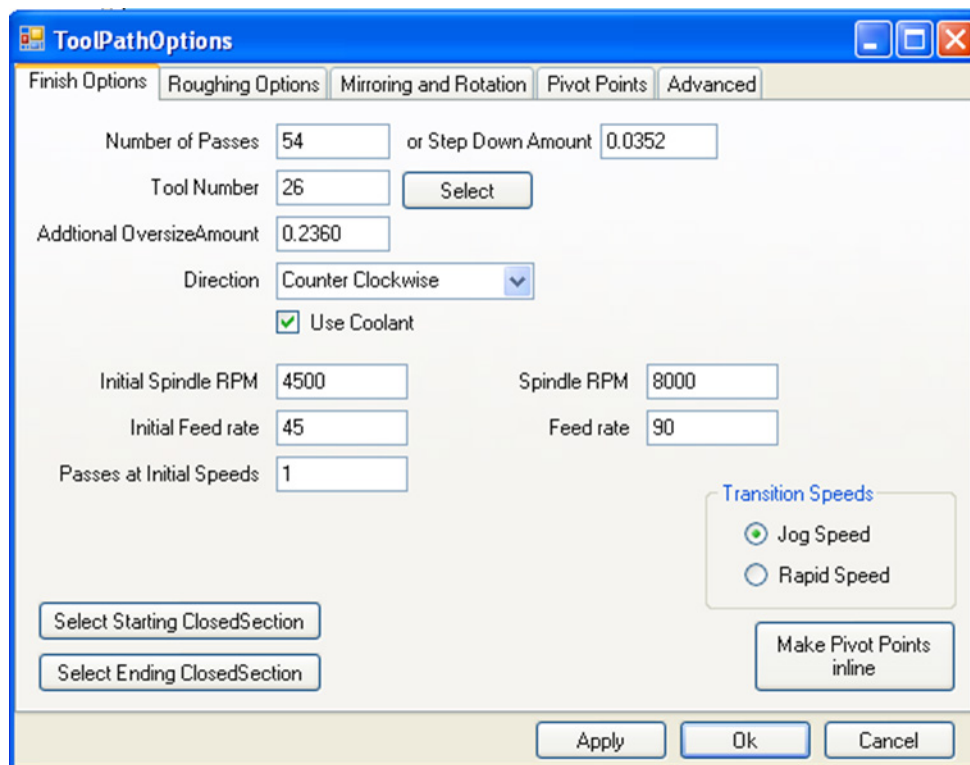 ToolPathOptions
Finish Options Roughing Options Mirroring and Rotation Pivot Points Advanced
Number of Passes 54 or Step Down Amount 0.0352
Tool Number 26 Select
Addtional OversizeAmount 0.2360
Direction Counter Clockwise
Use Coolant
Initial Spindle RPM 4500 Spindle RPM 8000
Initial Feed rate 45 Feed rate 90
Passes at Initial Speeds 1
Transition Speeds
Jog Speed
Rapid Speed
Select Starting ClosedSection
Select Ending ClosedSection
Make Pivot Points
inline
Apply Ok Cancel